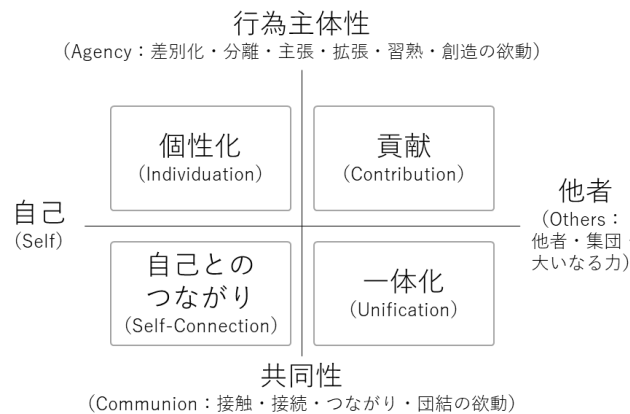 行為主体性
（Agency：差別化・分離・主張・拡張・習熟・創造の欲動）
個性化
（Individuation）
貢献
（Contribution）
自己
（Self）
他者
（Others：
他者・集団・
大いなる力）
自己との
つながり
（Self-Connection）
一体化
（Unification）
共同性
（Communion：接触・接続・つながり・団結の欲動）